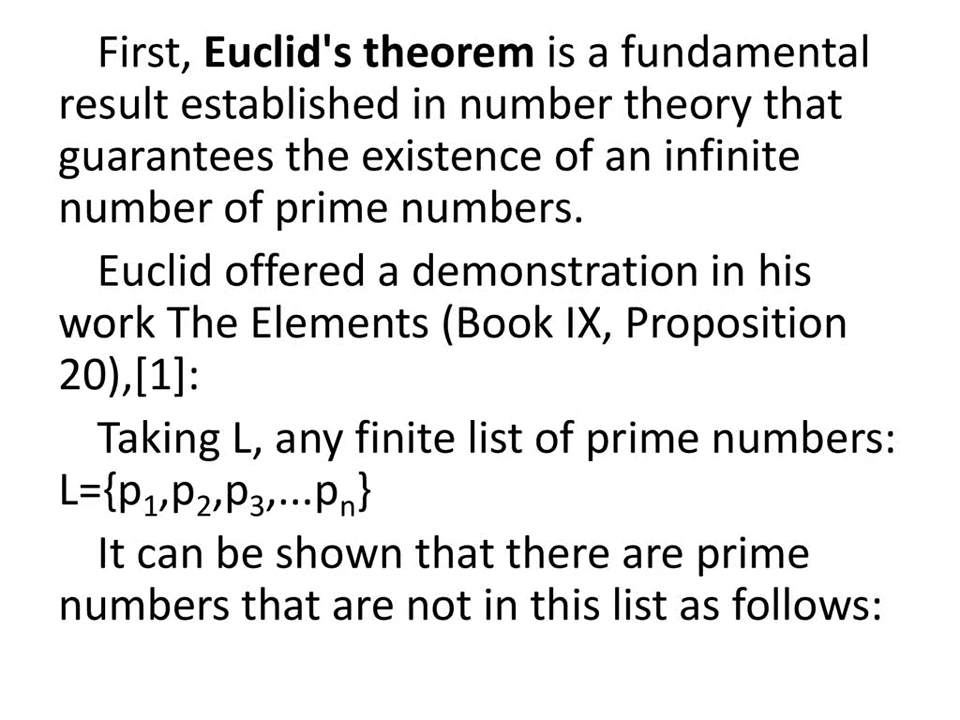 First, Euclid's theorem is a fundamental
result established in number theory that
guarantees the existence of an infinite
number of prime numbers.
Euclid offered a demonstration in his
work The Elements (Book IX, Proposition
20),[1]:
Taking L, any finite list of prime numbers:
L={p₁,p₂,p₃,...pₙ}
It can be shown that there are prime
numbers that are not in this list as follows: